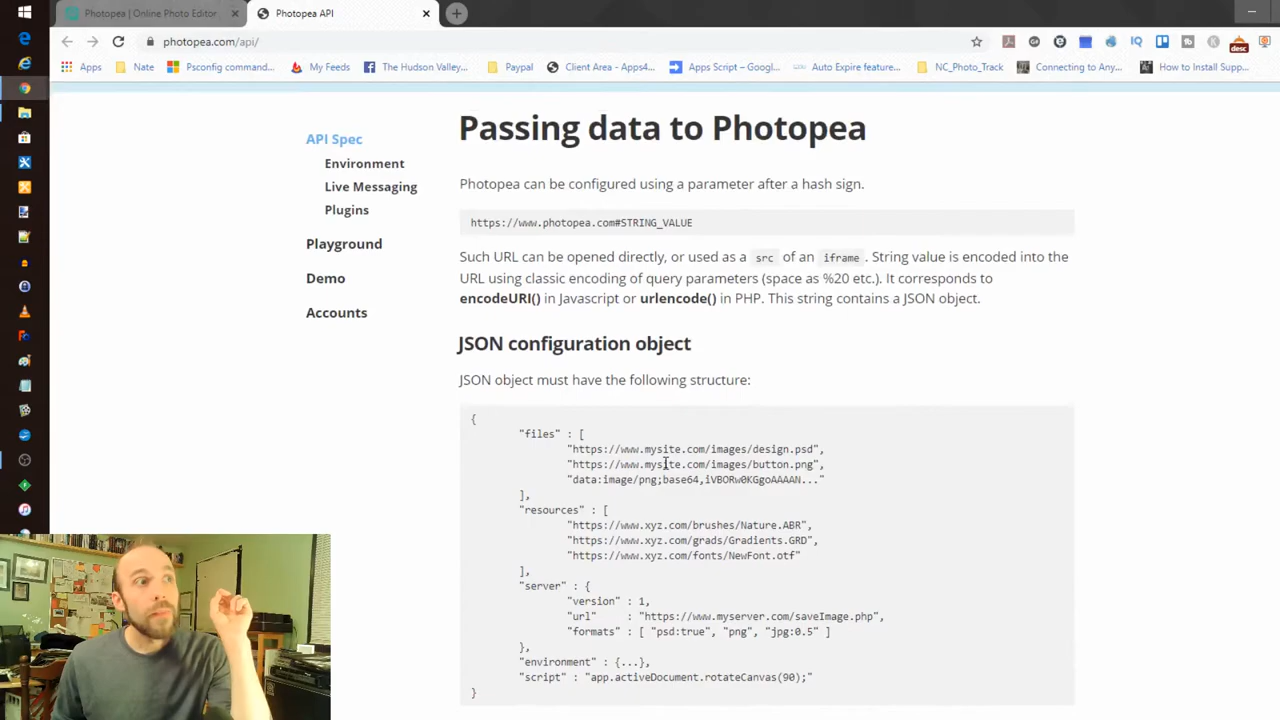 Photopea | Online Photo Editor
Photopea API
photopea.com/api/
Apps
Nate
Psconfig command...
My Feeds
The Hudson Valley...
Paypal
Client Area - Apps4...
Apps Script – Googl...
Auto Expire feature...
NC_Photo_Track
Connecting to Any...
How to Install Supp...
IQ
desc
API Spec
Environment
Live Messaging
Plugins
Playground
Demo
Accounts
Passing data to Photopea
Photopea can be configured using a parameter after a hash sign.
https://www.photopea.com#STRING_VALUE
Such URL can be opened directly, or used as a src of an iframe. String value is encoded into the
URL using classic encoding of query parameters (space as %20 etc.). It corresponds to
encodeURI() in Javascript or urlencode() in PHP. This string contains a JSON object.
JSON configuration object
JSON object must have the following structure:
{
"files" : [
"https://www.mysite.com/images/design.psd",
"https://www.mysite.com/images/button.png",
"data:image/png;base64,iVBORw0KGgoAAAAN..."
],
"resources" : [
"https://www.xyz.com/brushes/Nature.ABR",
"https://www.xyz.com/grads/Gradients.GRD",
"https://www.xyz.com/fonts/NewFont.otf"
],
"server" : {
"version" : 1,
"url" : "https://www.myserver.com/saveImage.php",
"formats" : [ "psd:true", "png", "jpg:0.5" ]
},
"environment" : {...},
"script" : "app.activeDocument.rotateCanvas(90);"
}